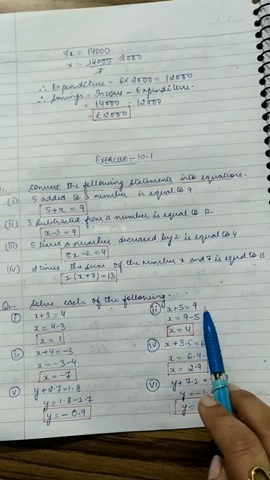 7x = 14000
x = 14000 2000
7
∴ Expenditure = 6×2000 = 12000
∴ Savings = Income - Expenditure.
= 14000 - 12000
= ₹ 2000
EXERCISE - 10.1
convert the following statements into equation.
(i) 5 added to a number is equal to 9
5+x = 9
(ii) 3 subtracted from a number is equal to 12
x-3 = 9
(iii) 5 times a number decreased by 2 is equal to 4
5x-2 = 4
(iv) 2 times the sum of the number x and 7 is equal to 13
2(x+7) = 13
Q2. Solve each of the following.
(i) x+3 = 4
x = 4-3
x = 1
(ii) x+5 = 9
x = 9-5
x = 4
(iii) x+4 = -3
x = -3-4
x = -7
(iv) x+3.5 = 6
x = 6.4-
x = 2.9
(v) y+2.7 = 1.8
y = 1.8-2.7
y = -0.9
(vi) y+7.2 =
y = -1
y =